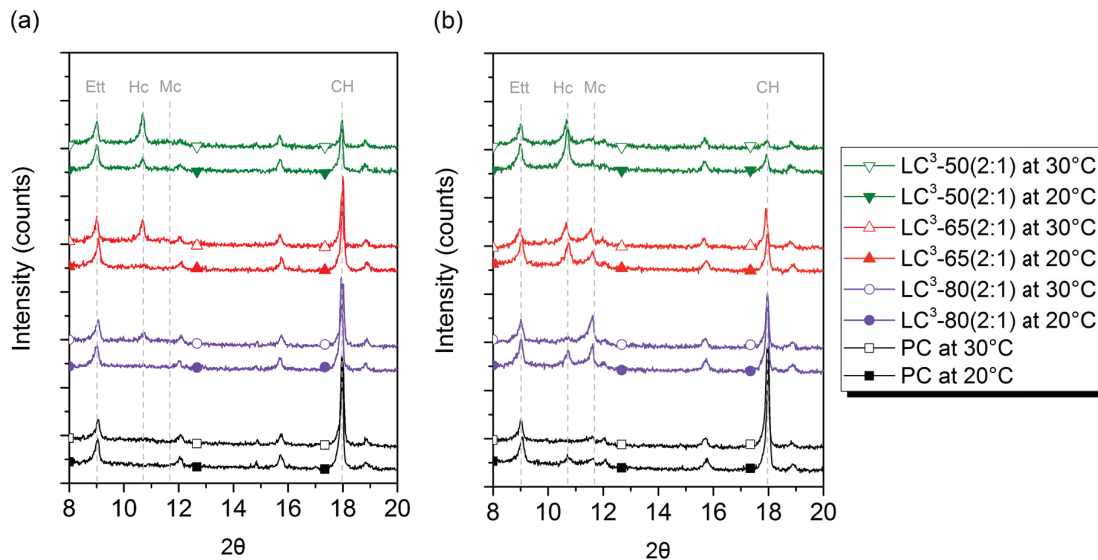 (a)
(b)
Ett Hc Mc CH
Ett Hc Mc CH
Intensity (counts)
Intensity (counts)
8 10 12 14 16 18 20
8 10 12 14 16 18 20
2θ
2θ
LC³-50(2:1) at 30°C
LC³-50(2:1) at 20°C
LC³-65(2:1) at 30°C
LC³-65(2:1) at 20°C
LC³-80(2:1) at 30°C
LC³-80(2:1) at 20°C
PC at 30°C
PC at 20°C